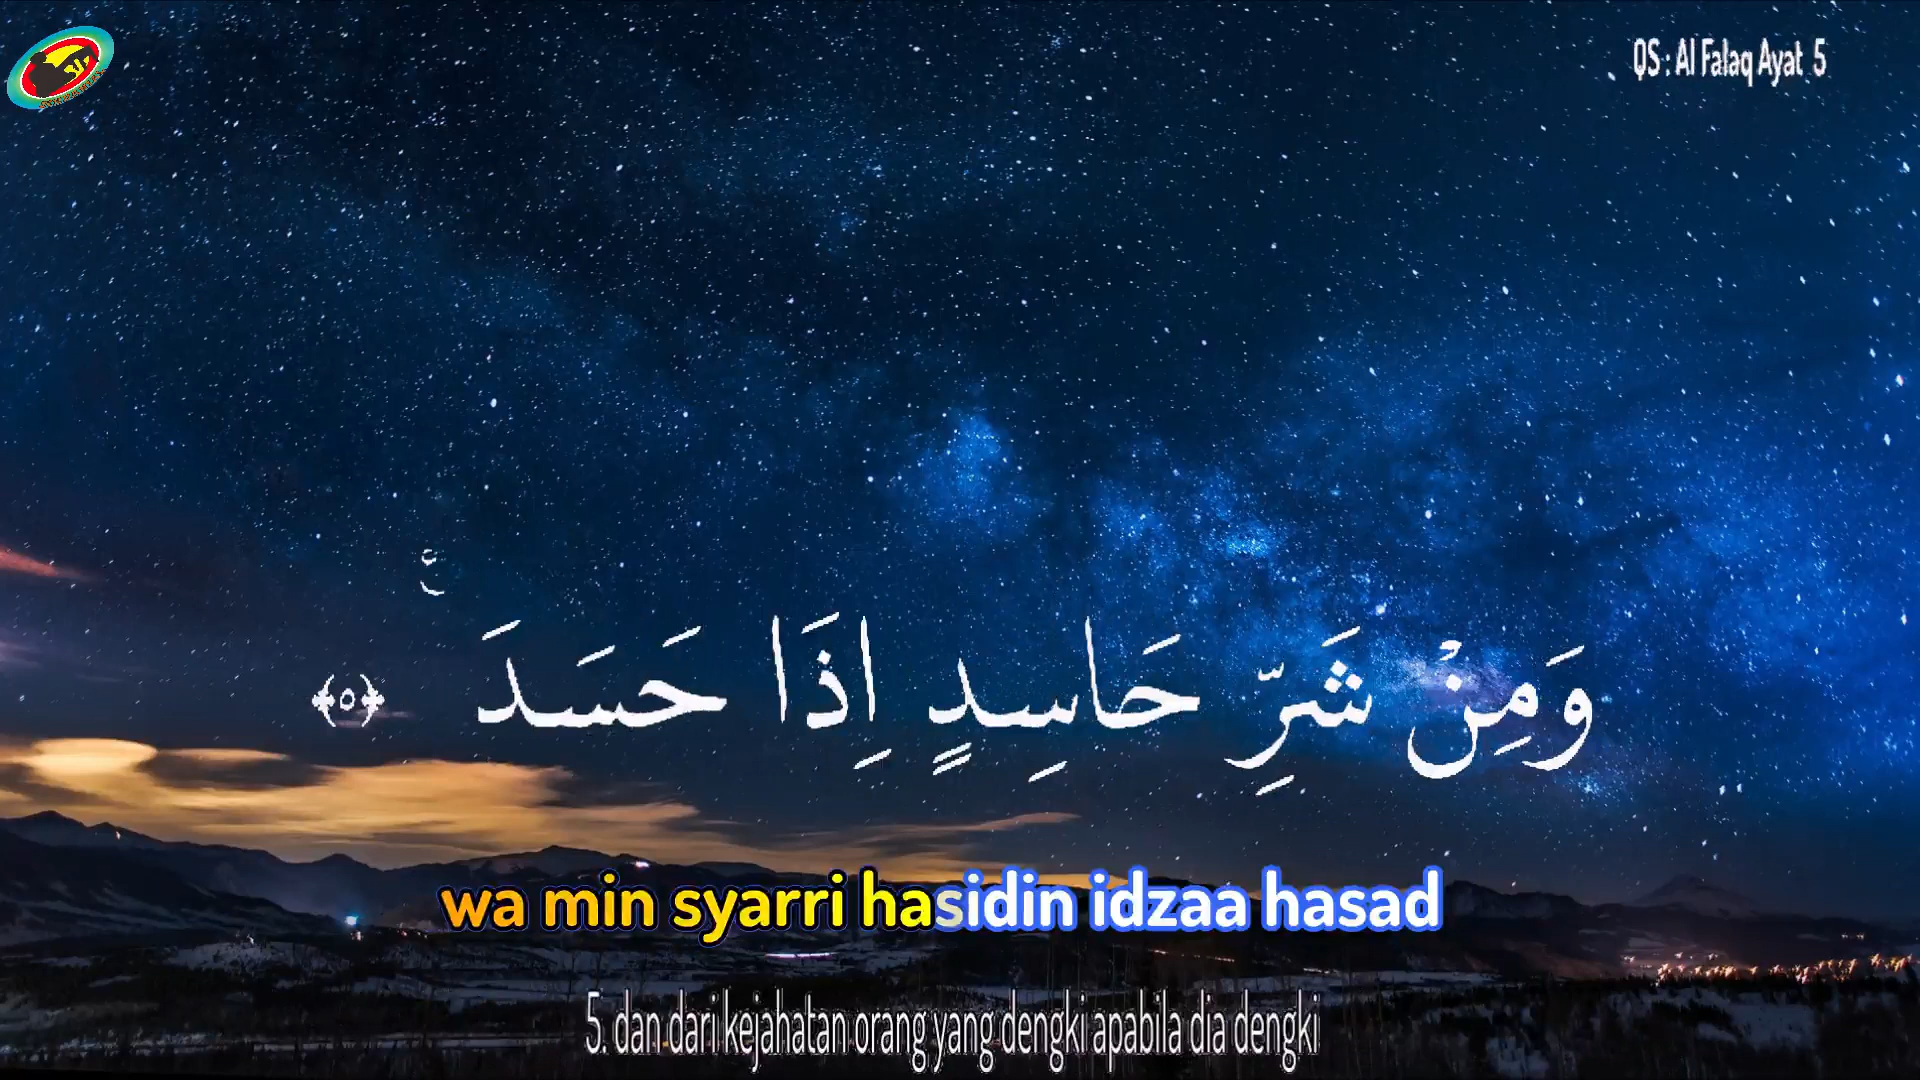 QS : Al Falaq Ayat 5
وَمِنْ شَرِّ حَاسِدٍ اِذَا حَسَدَ ࣖ ﴿٥﴾
wa min syarri hasidin idzaa hasad
5. dan dari kejahatan orang yang dengki apabila dia dengki